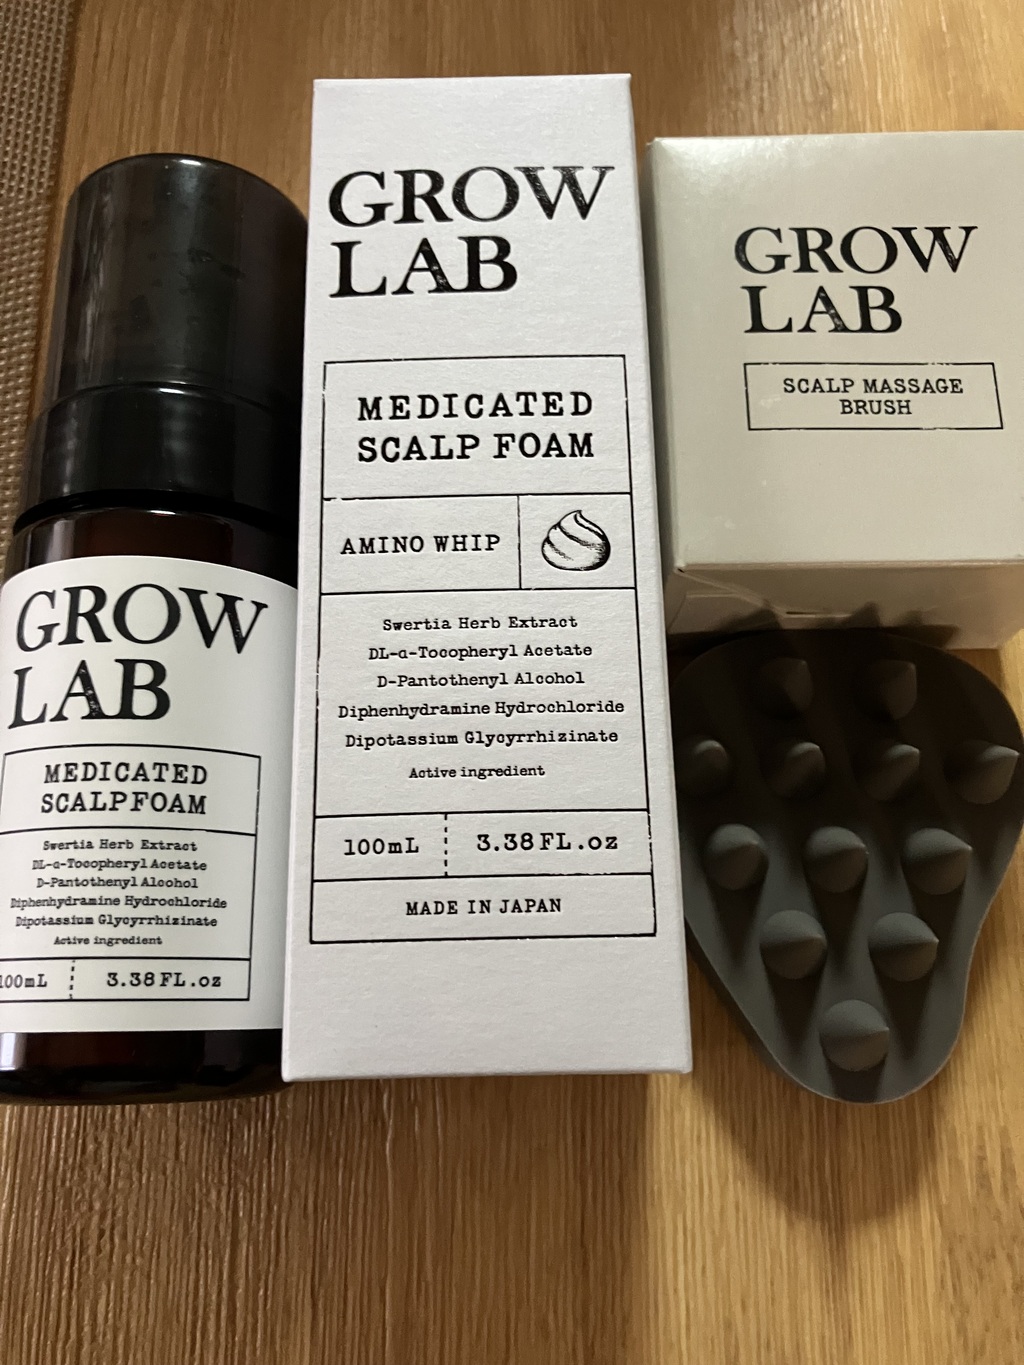 GROW
LAB
MEDICATED
SCALPFOAM
Swertia Herb Extract
DL-α-Tocopheryl Acetate
D-Pantothenyl Alcohol
Diphenhydramine Hydrochloride
Dipotassium Glycyrrhizinate
Active ingredient
100mL 3.38 FL.oz
GROW
LAB
MEDICATED
SCALP FOAM
AMINO WHIP
Swertia Herb Extract
DL-α-Tocopheryl Acetate
D-Pantothenyl Alcohol
Diphenhydramine Hydrochloride
Dipotassium Glycyrrhizinate
Active ingredient
100mL 3.38 FL.oz
MADE IN JAPAN
GROW
LAB
SCALP MASSAGE
BRUSH